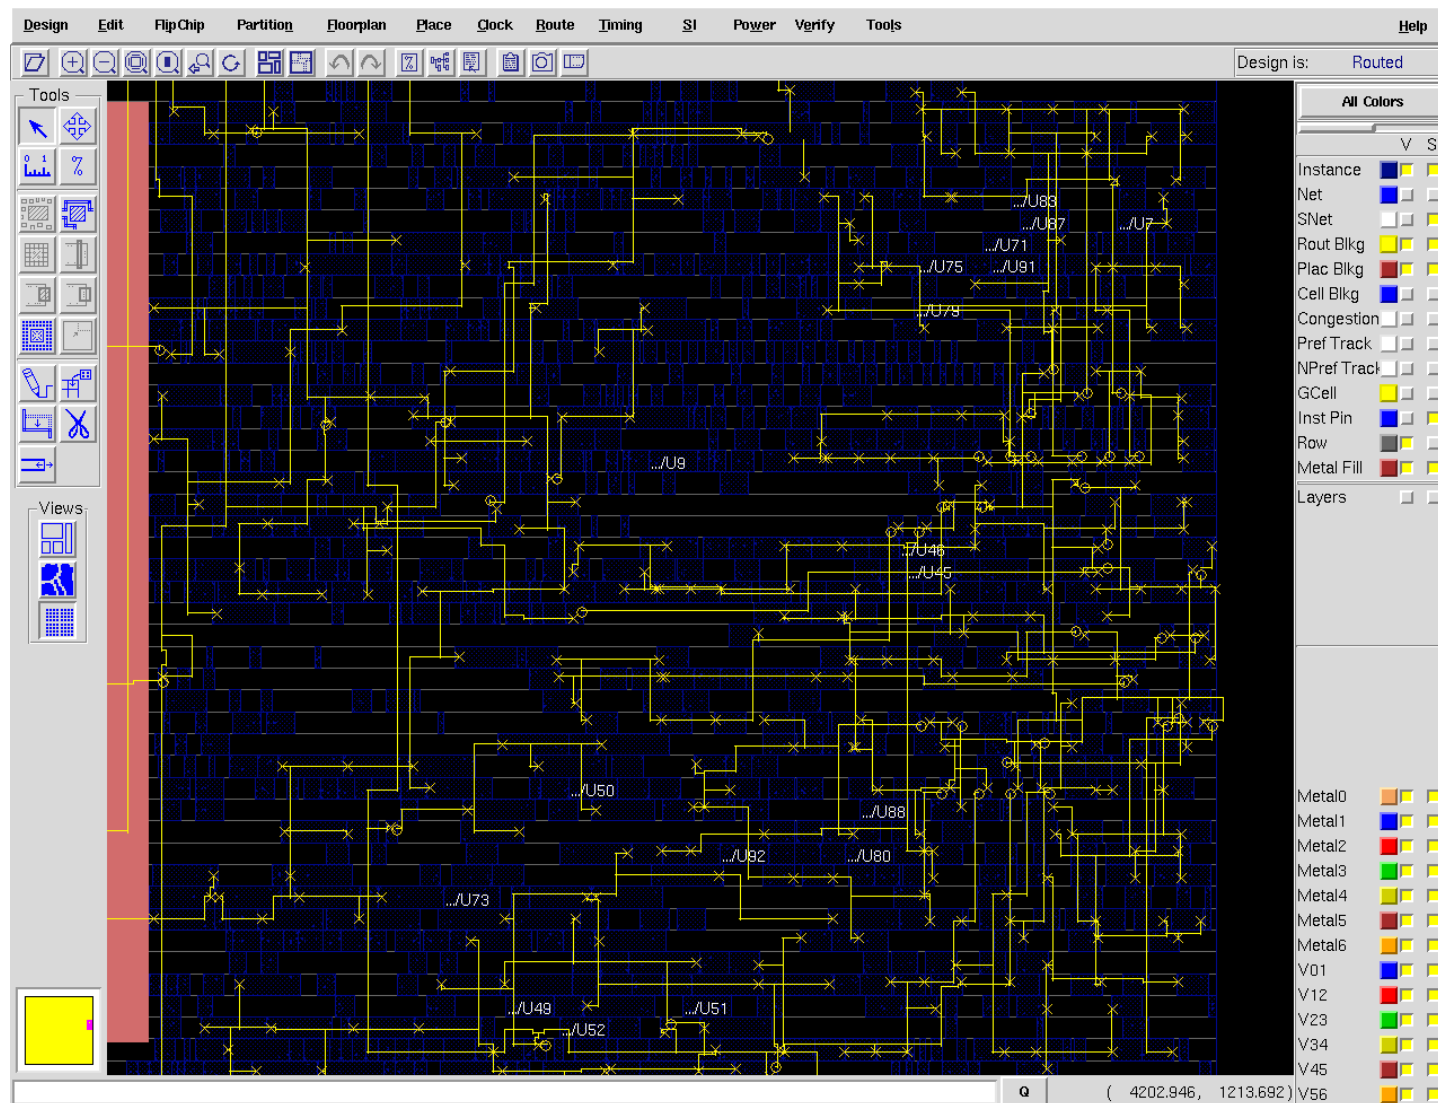 Design Edit FlipChip Partition Floorplan Place Clock Route Timing SI Power Verify Tools Help
Design is: Routed
Tools
All Colors
V S
0 1
%
Instance
Net
SNet
Rout Blkg
Plac Blkg
Cell Blkg
Congestion
Pref Track
NPref Track
GCell
Inst Pin
Row
Metal Fill
Layers
Views
.../U83
.../U87 .../U7
.../U71
.../U75 .../U91
.../U79
.../U9
.../U46
.../U45
.../U50
.../U88
.../U92 .../U80
.../U73
.../U49 .../U51
.../U52
Metal0
Metal1
Metal2
Metal3
Metal4
Metal5
Metal6
V01
V12
V23
V34
V45
V56
Q ( 4202.946, 1213.692)